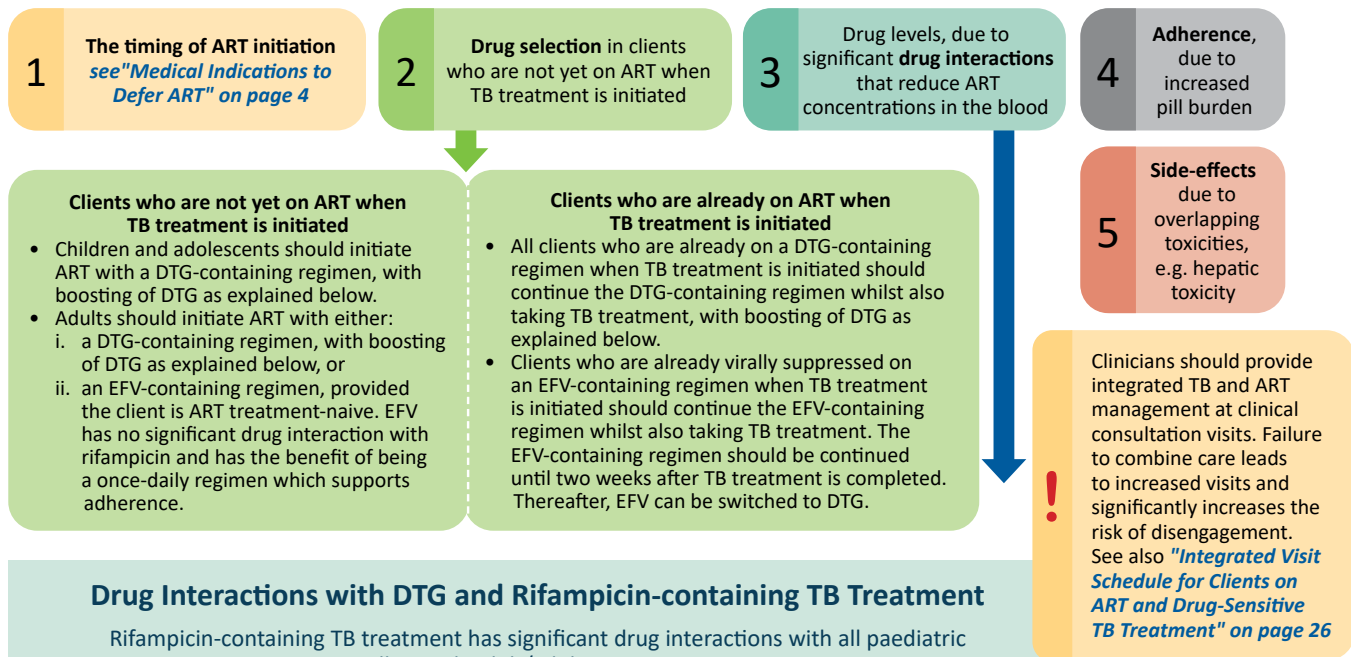 1
The timing of ART initiation
see"Medical Indications to
Defer ART" on page 4
2
Drug selection in clients
who are not yet on ART when
TB treatment is initiated
3
Drug levels, due to
significant drug interactions
that reduce ART
concentrations in the blood
4
Adherence,
due to
increased
pill burden
5
Side-effects
due to
overlapping
toxicities,
e.g. hepatic
toxicity
Clients who are not yet on ART when
TB treatment is initiated
• Children and adolescents should initiate
ART with a DTG-containing regimen, with
boosting of DTG as explained below.
• Adults should initiate ART with either:
i. a DTG-containing regimen, with boosting
of DTG as explained below, or
ii. an EFV-containing regimen, provided
the client is ART treatment-naive. EFV
has no significant drug interaction with
rifampicin and has the benefit of being
a once-daily regimen which supports
adherence.
Clients who are already on ART when
TB treatment is initiated
• All clients who are already on a DTG-containing
regimen when TB treatment is initiated should
continue the DTG-containing regimen whilst also
taking TB treatment, with boosting of DTG as
explained below.
• Clients who are already virally suppressed on
an EFV-containing regimen when TB treatment
is initiated should continue the EFV-containing
regimen whilst also taking TB treatment. The
EFV-containing regimen should be continued
until two weeks after TB treatment is completed.
Thereafter, EFV can be switched to DTG.
!
Clinicians should provide
integrated TB and ART
management at clinical
consultation visits. Failure
to combine care leads
to increased visits and
significantly increases the
risk of disengagement.
See also "Integrated Visit
Schedule for Clients on
ART and Drug-Sensitive
TB Treatment" on page 26
Drug Interactions with DTG and Rifampicin-containing TB Treatment
Rifampicin-containing TB treatment has significant drug interactions with all paediatric